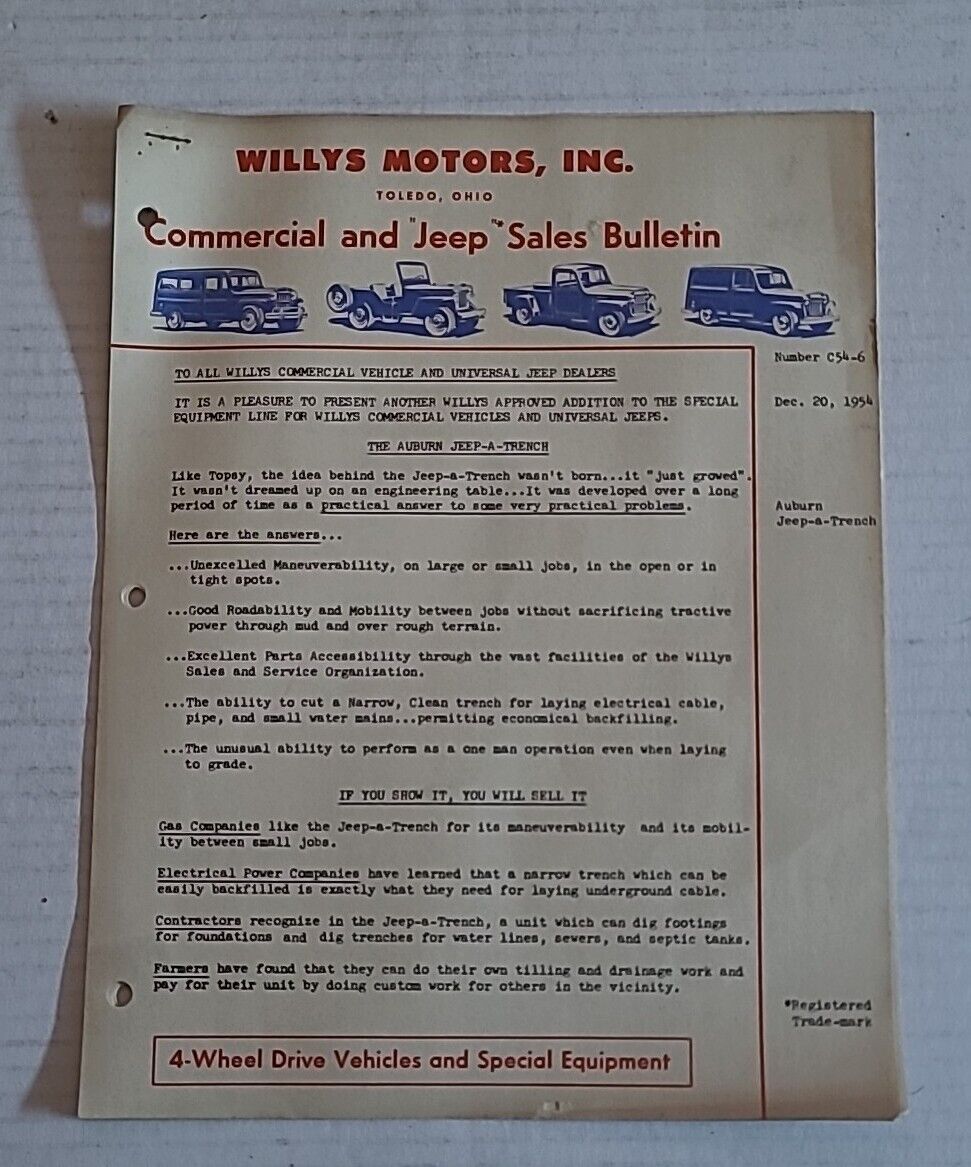 WILLYS MOTORS, INC.
TOLEDO, OHIO
Commercial and "Jeep"* Sales Bulletin
Number C54-6
TO ALL WILLYS COMMERCIAL VEHICLE AND UNIVERSAL JEEP DEALERS
Dec. 20, 1954
IT IS A PLEASURE TO PRESENT ANOTHER WILLYS APPROVED ADDITION TO THE SPECIAL
EQUIPMENT LINE FOR WILLYS COMMERCIAL VEHICLES AND UNIVERSAL JEEPS.
THE AUBURN JEEP-A-TRENCH
Like Topsy, the idea behind the Jeep-a-Trench wasn't born...it "just growed".
It wasn't dreamed up on an engineering table...It was developed over a long
period of time as a practical answer to some very practical problems.
Auburn
Jeep-a-Trench
Here are the answers...
...Unexcelled Maneuverability, on large or small jobs, in the open or in
tight spots.
...Good Roadability and Mobility between jobs without sacrificing tractive
power through mud and over rough terrain.
...Excellent Parts Accessibility through the vast facilities of the Willys
Sales and Service Organization.
...The ability to cut a Narrow, Clean trench for laying electrical cable,
pipe, and small water mains...permitting economical backfilling.
...The unusual ability to perform as a one man operation even when laying
to grade.
IF YOU SHOW IT, YOU WILL SELL IT
Gas Companies like the Jeep-a-Trench for its maneuverability and its mobil-
ity between small jobs.
Electrical Power Companies have learned that a narrow trench which can be
easily backfilled is exactly what they need for laying underground cable.
Contractors recognize in the Jeep-a-Trench, a unit which can dig footings
for foundations and dig trenches for water lines, sewers, and septic tanks.
Farmers have found that they can do their own tilling and drainage work and
pay for their unit by doing custom work for others in the vicinity.
*Registered
Trade-mark
4-Wheel Drive Vehicles and Special Equipment